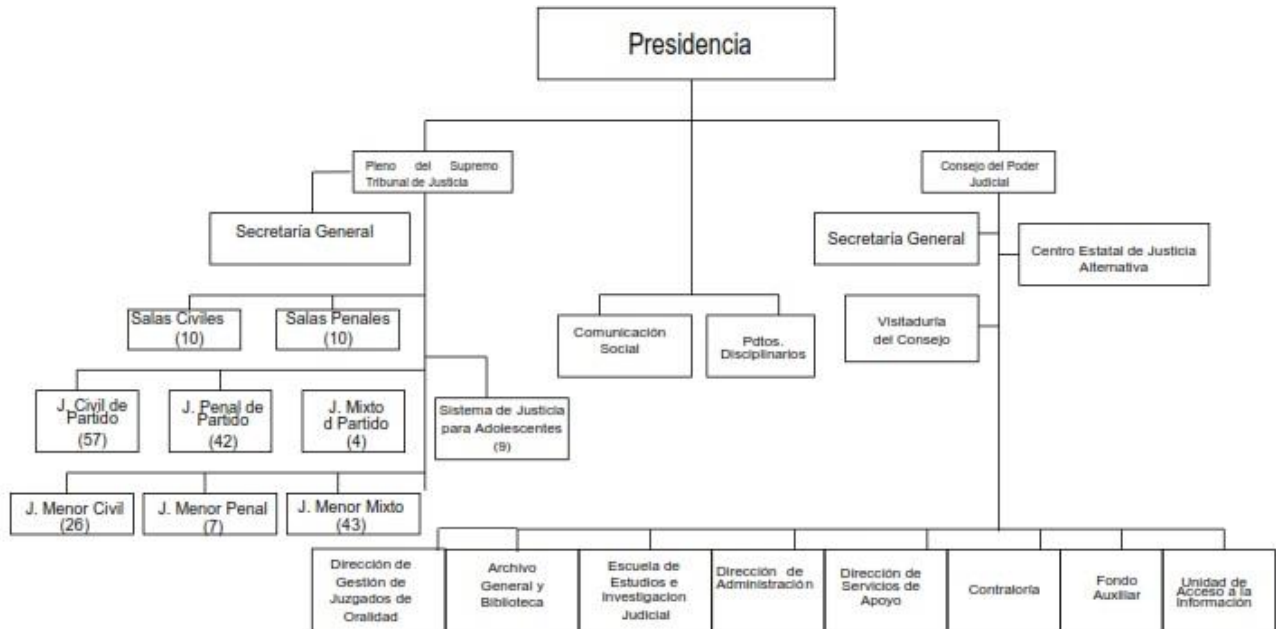 Presidencia
Pleno del Supremo
Tribunal de Justicia
Consejo del Poder
Judicial
Secretaría General
Secretaría General
Centro Estatal de Justicia
Alternativa
Salas Civiles
(10)
Salas Penales
(10)
Comunicación
Social
Pdtos.
Disciplinarios
Visitaduría
del Consejo
J. Civil de
Partido
(57)
J. Penal de
Partido
(42)
J. Mixto
d Partido
(4)
Sistema de Justicia
para Adolescentes
(9)
J. Menor Civil
(26)
J. Menor Penal
(7)
J. Menor Mixto
(43)
Dirección de
Gestión de
Juzgados de
Oralidad
Archivo
General y
Biblioteca
Escuela de
Estudios e
Investigacion
Judicial
Dirección de
Administración
Dirección de
Servicios de
Apoyo
Contraloría
Fondo
Auxiliar
Unidad de
Acceso a la
Información